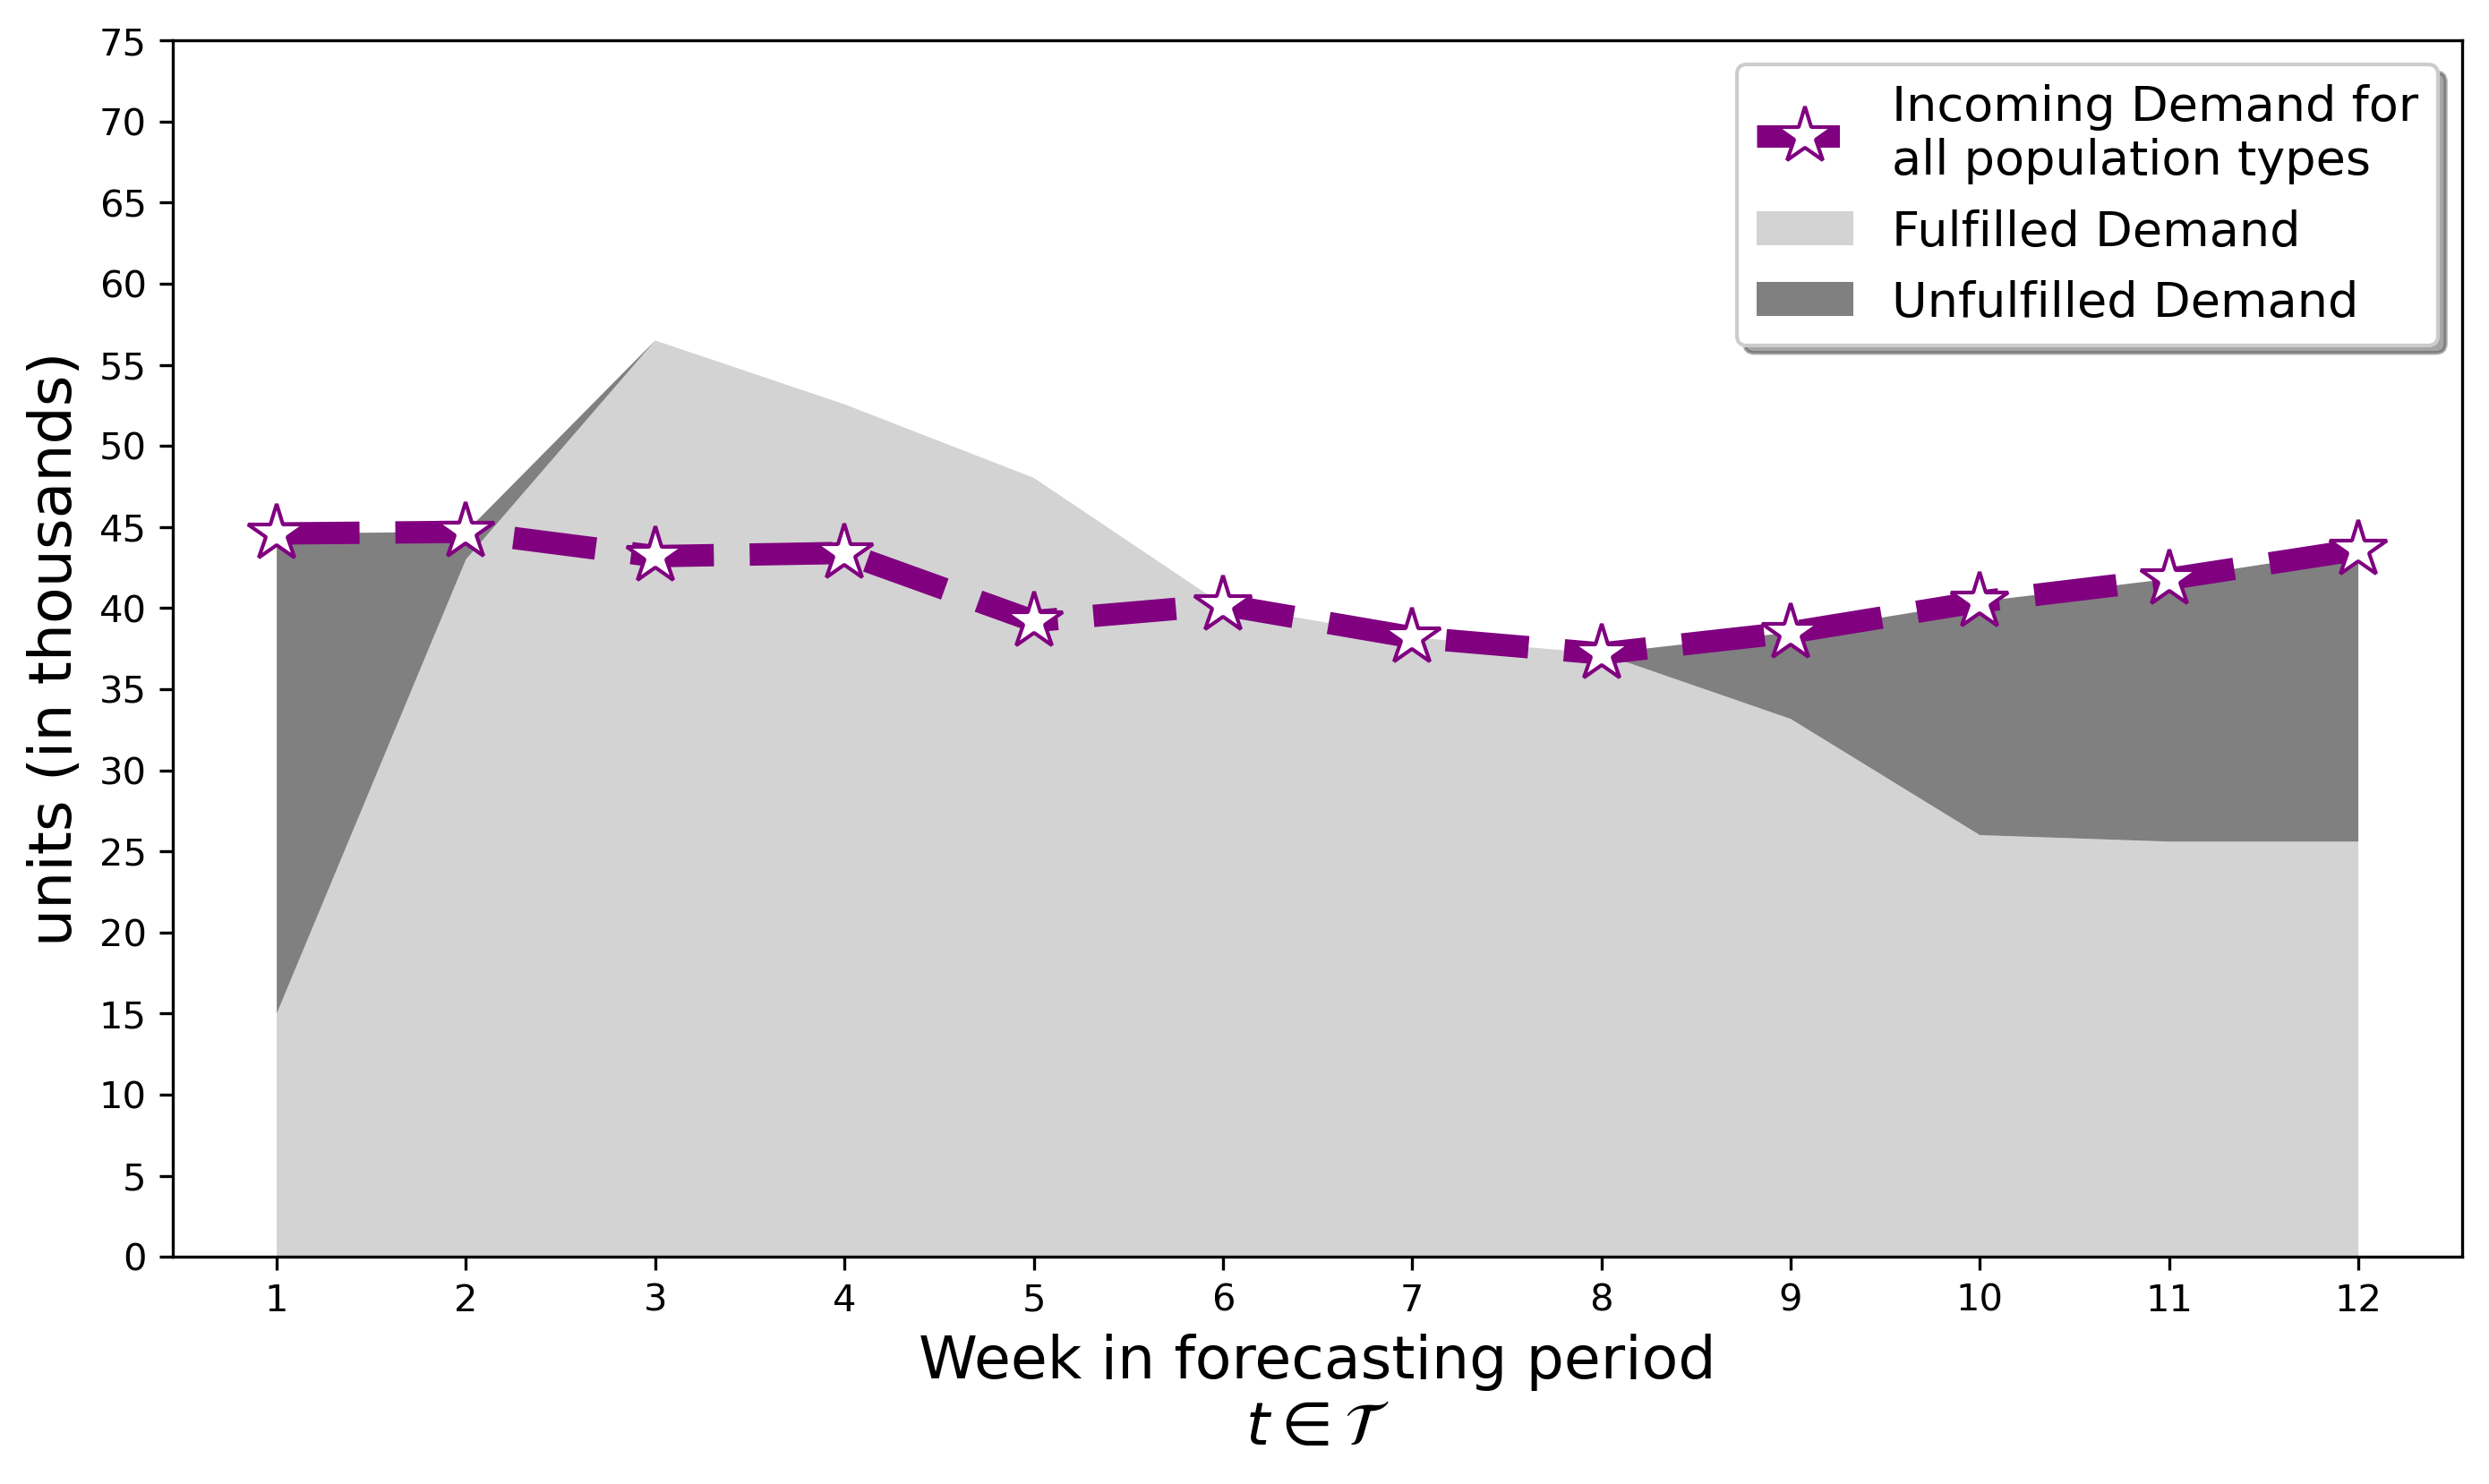 75
70
65
60
55
50
45
40
35
30
25
20
15
10
5
0
units (in thousands)
Incoming Demand for
all population types
Fulfilled Demand
Unfulfilled Demand
1 2 3 4 5 6 7 8 9 10 11 12
Week in forecasting period
t ∈ 𝒯